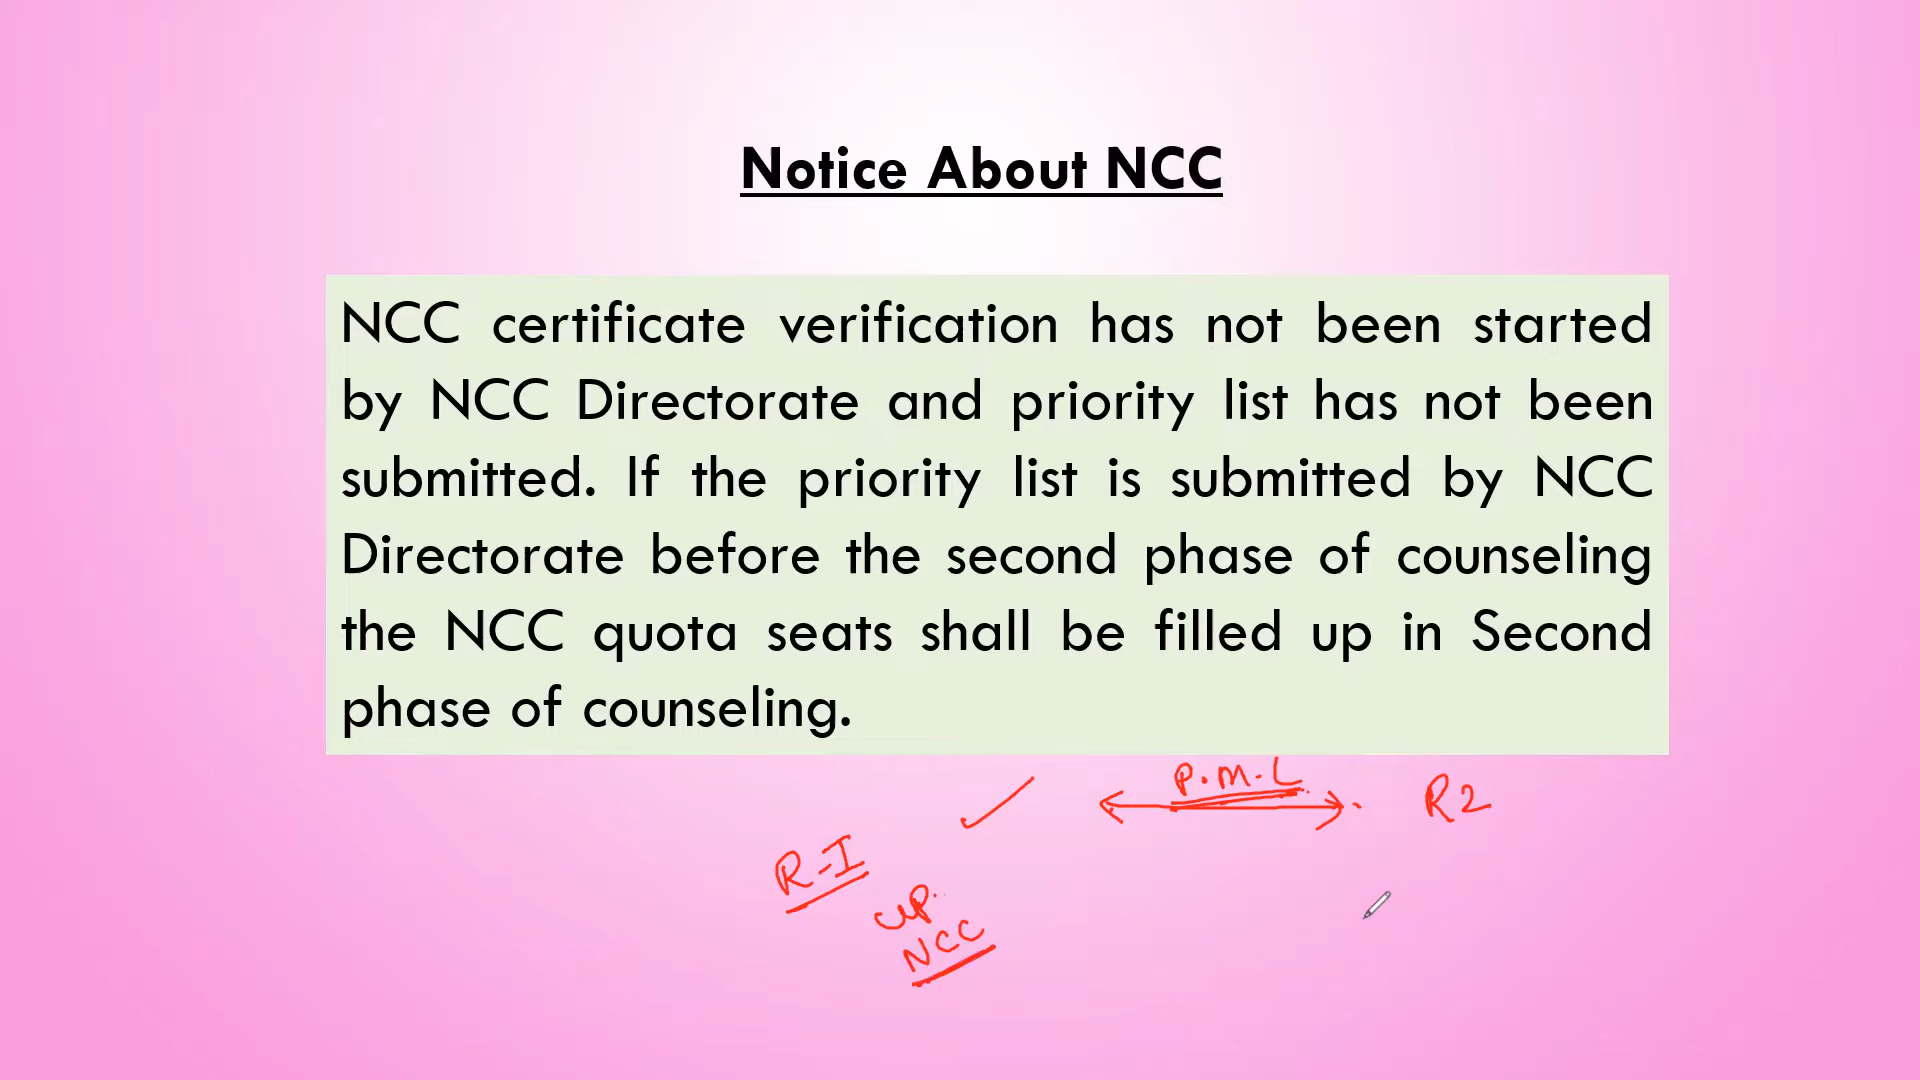 Notice About NCC
NCC certificate verification has not been started
by NCC Directorate and priority list has not been
submitted. If the priority list is submitted by NCC
Directorate before the second phase of counseling
the NCC quota seats shall be filled up in Second
phase of counseling.
P.M.L
R2
R-I
UP.
NCC